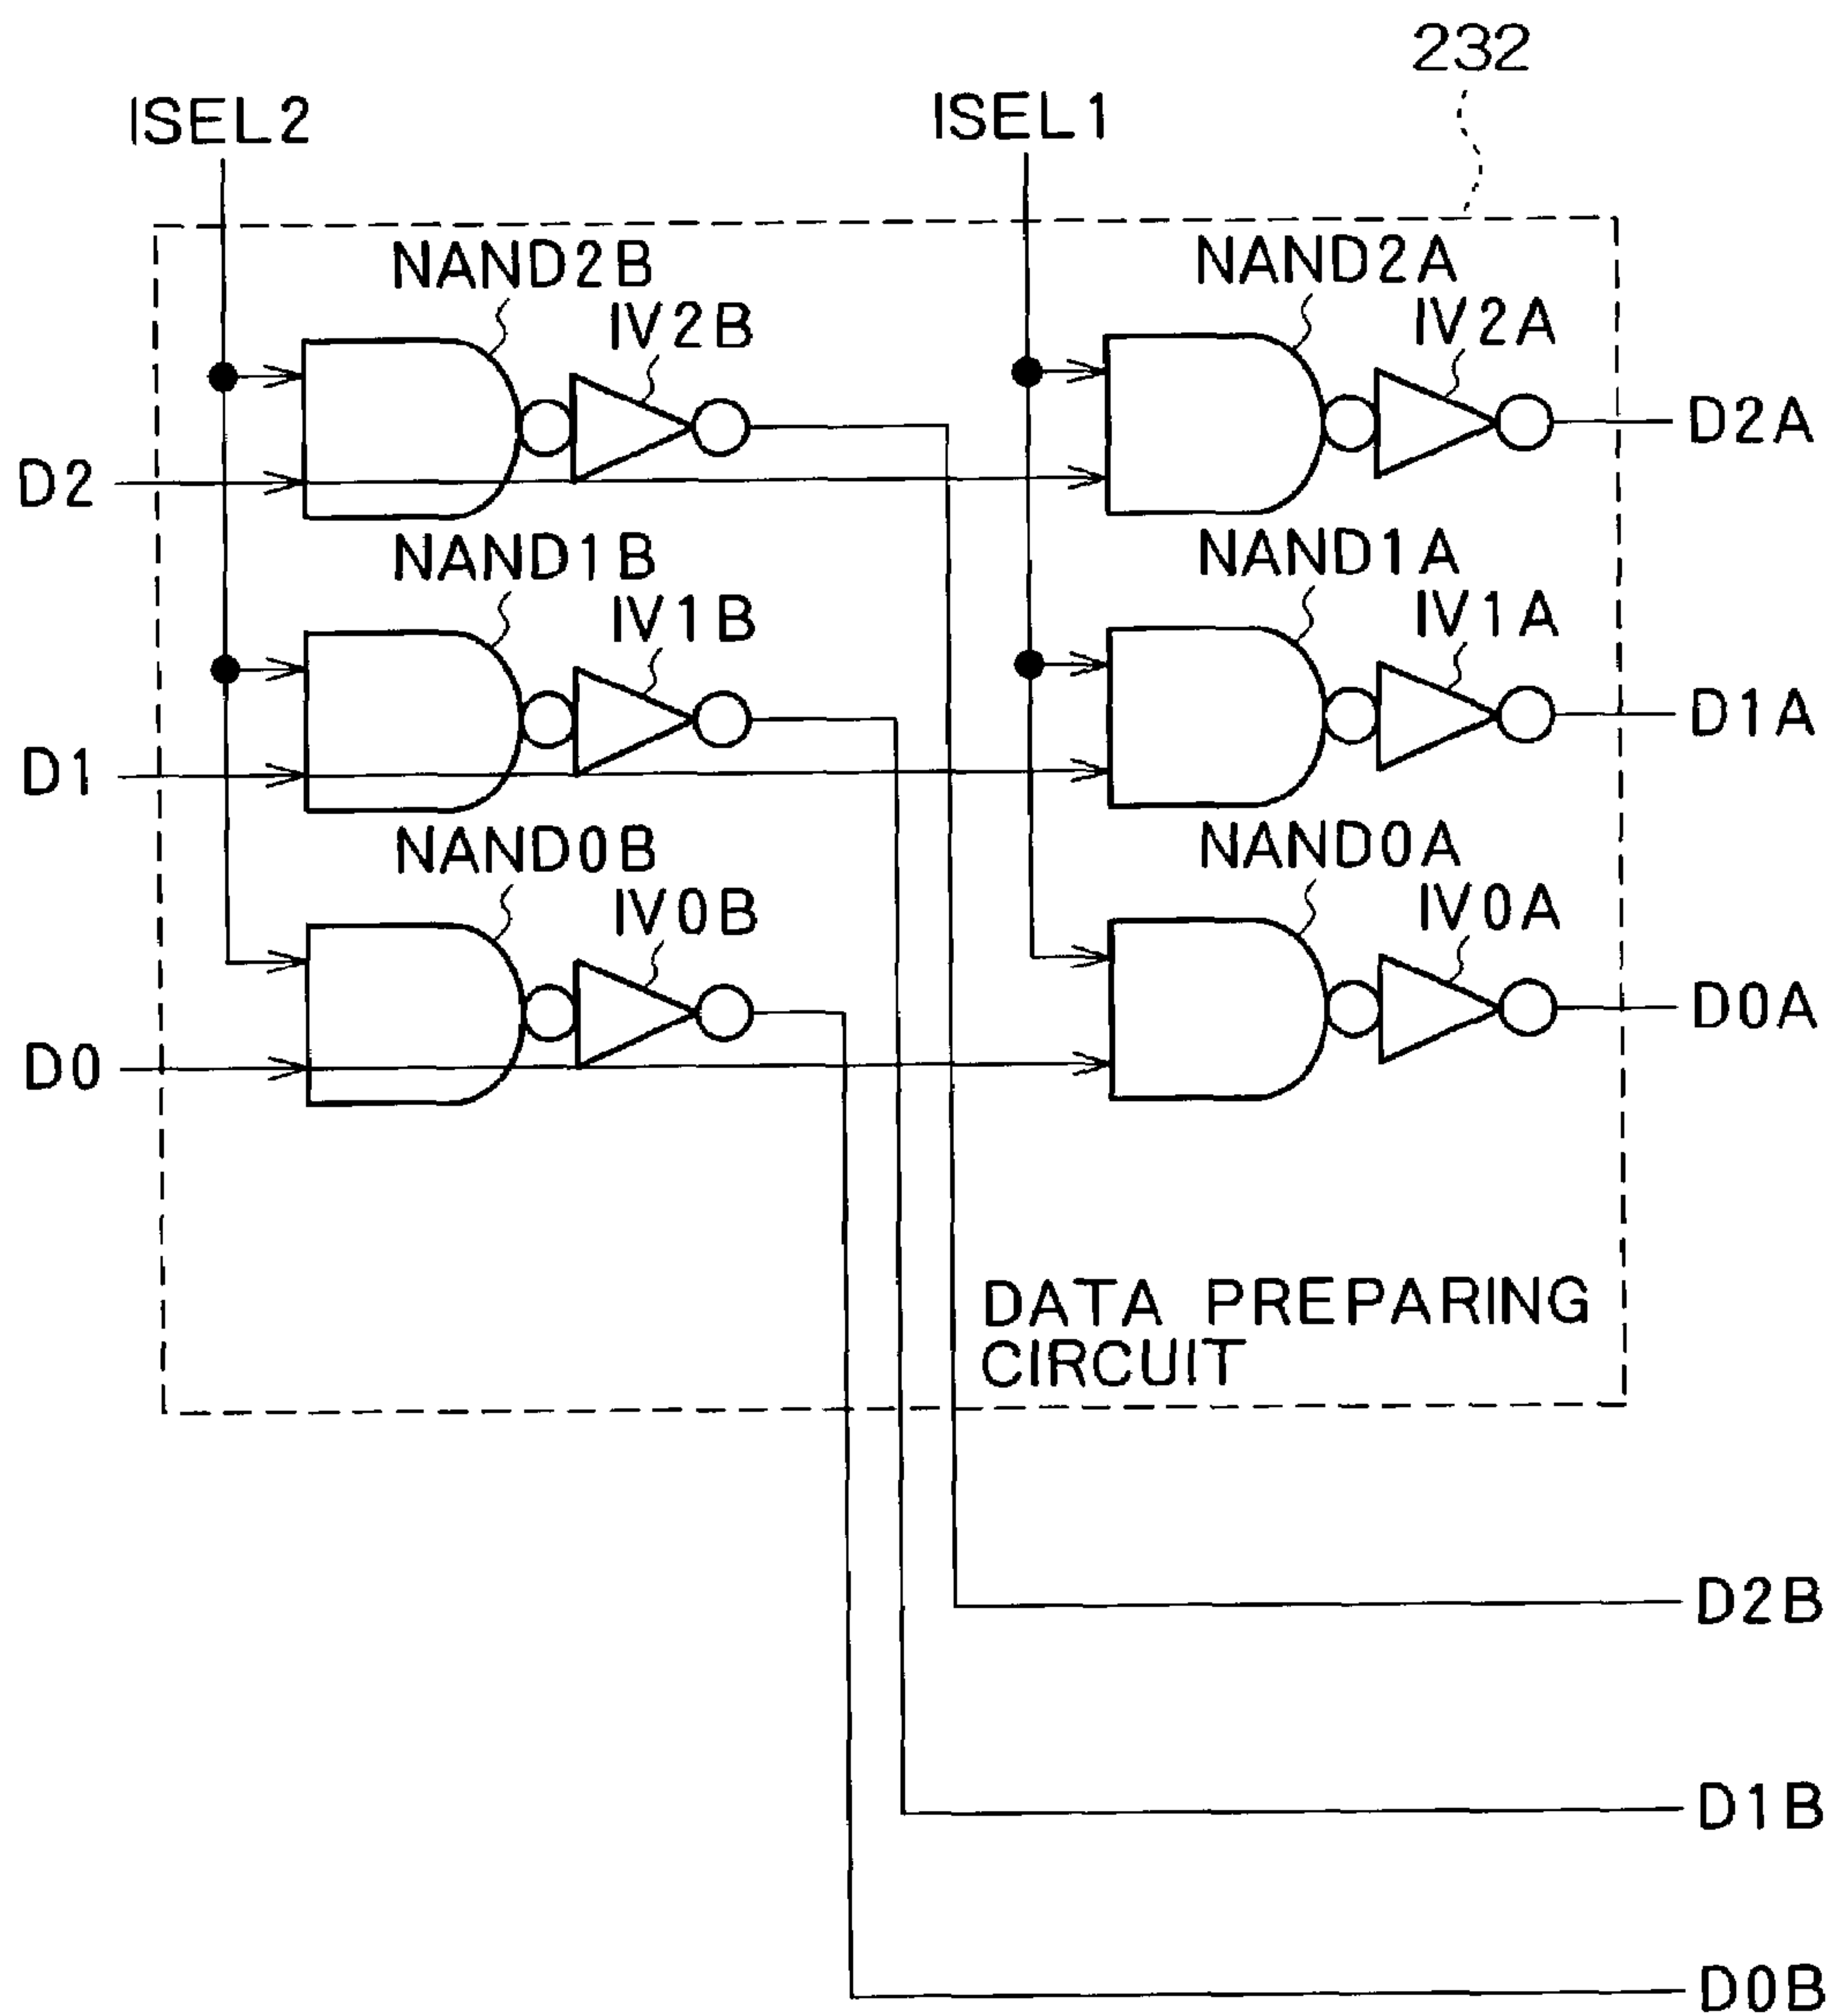 232
ISEL2
ISEL1
NAND2B
NAND2A
IV2B
IV2A
D2A
D2
NAND1B
NAND1A
IV1B
IV1A
D1A
D1
NAND0B
NAND0A
IV0B
IV0A
D0A
D0
DATA PREPARING
CIRCUIT
D2B
D1B
D0B